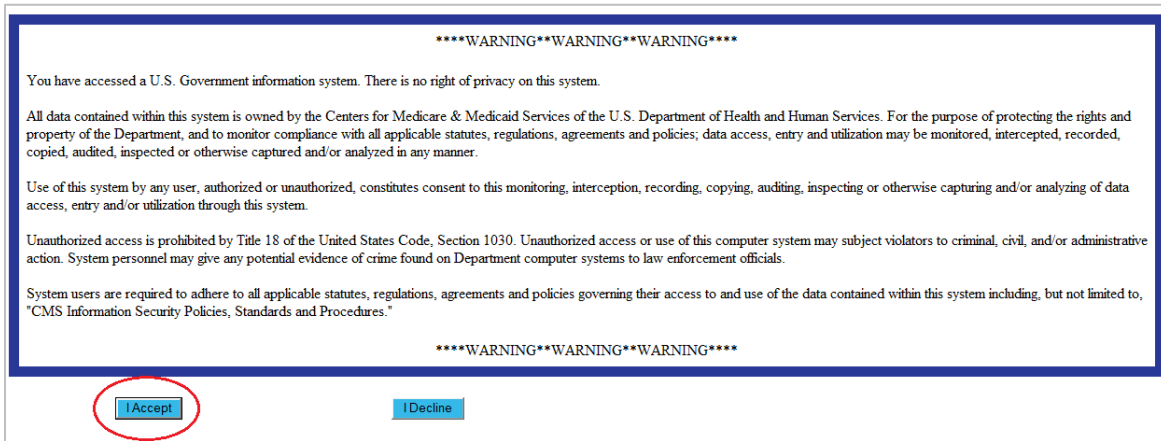 ****WARNING**WARNING**WARNING****
You have accessed a U.S. Government information system. There is no right of privacy on this system.
All data contained within this system is owned by the Centers for Medicare & Medicaid Services of the U.S. Department of Health and Human Services. For the purpose of protecting the rights and
property of the Department, and to monitor compliance with all applicable statutes, regulations, agreements and policies; data access, entry and utilization may be monitored, intercepted, recorded,
copied, audited, inspected or otherwise captured and/or analyzed in any manner.
Use of this system by any user, authorized or unauthorized, constitutes consent to this monitoring, interception, recording, copying, auditing, inspecting or otherwise capturing and/or analyzing of data
access, entry and/or utilization through this system.
Unauthorized access is prohibited by Title 18 of the United States Code, Section 1030. Unauthorized access or use of this computer system may subject violators to criminal, civil, and/or administrative
action. System personnel may give any potential evidence of crime found on Department computer systems to law enforcement officials.
System users are required to adhere to all applicable statutes, regulations, agreements and policies governing their access to and use of the data contained within this system including, but not limited to,
"CMS Information Security Policies, Standards and Procedures."
****WARNING**WARNING**WARNING****
I Accept I Decline